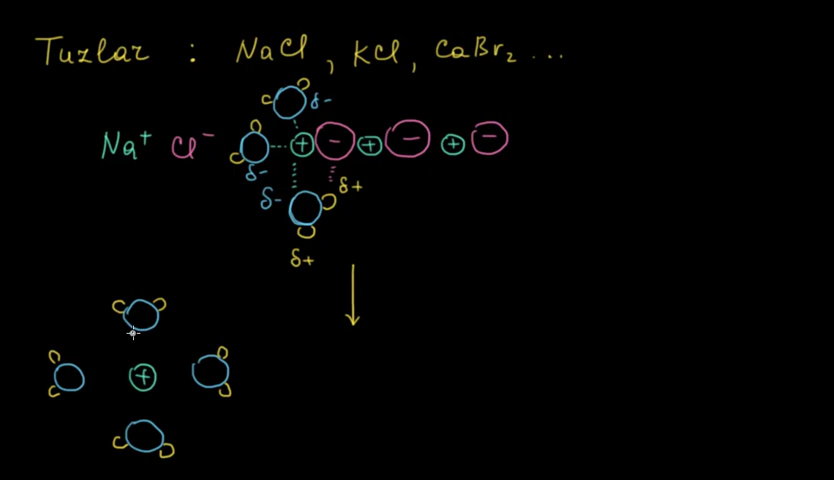 Tuzlar : NaCl, KCl, CaBr₂ ...
δ-
Na⁺ Cl⁻ + - + - + -
δ-
δ- δ+
δ+
+